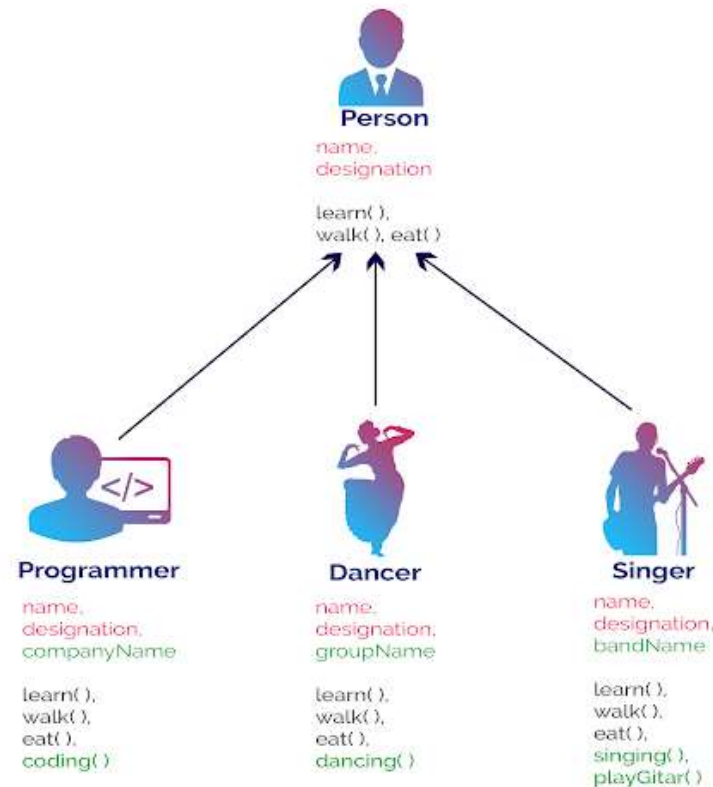 Person
name,
designation
learn( ),
walk( ), eat( )
</>
Programmer
name,
designation,
companyName
learn( ),
walk( ),
eat( ),
coding( )
Dancer
name,
designation,
groupName
learn( ),
walk( ),
eat( ),
dancing( )
Singer
name,
designation,
bandName
learn( ),
walk( ),
eat( ),
singing( ),
playGitar( )